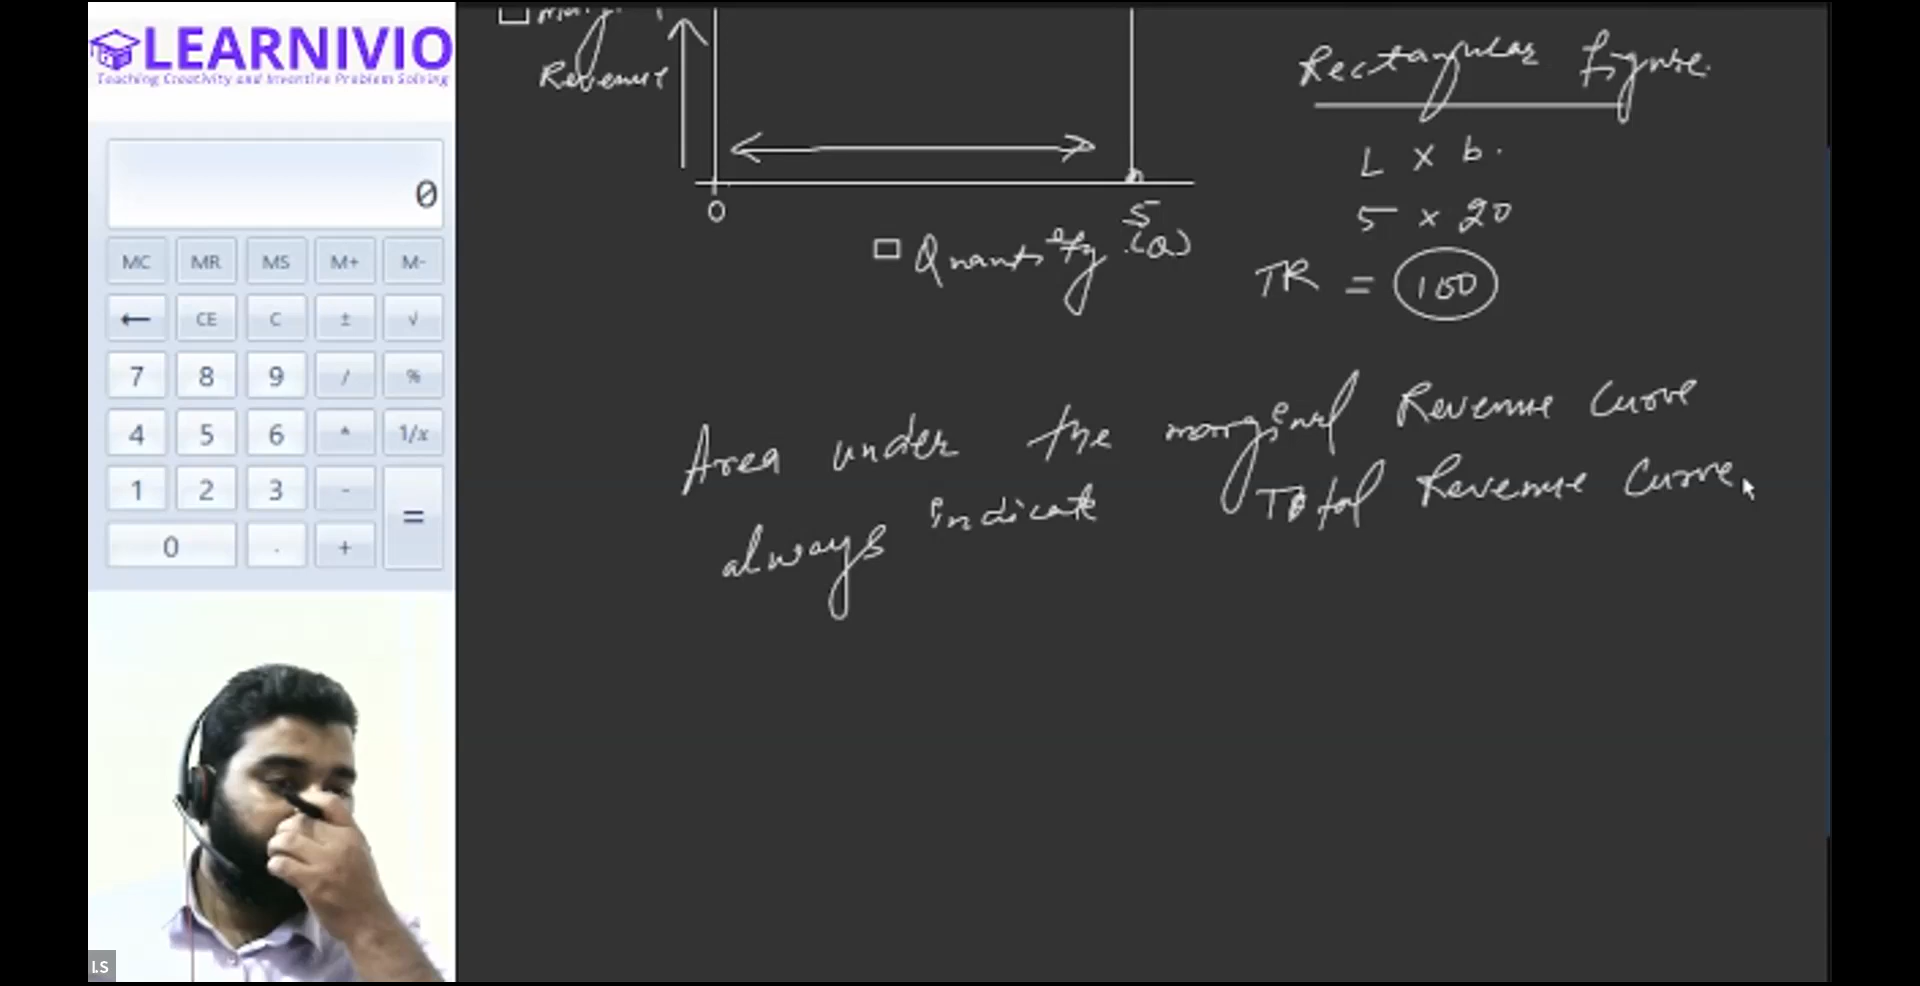 LEARNIVIO
Teaching Creativity and Inventive Problem Solving
0
MC MR MS M+ M-
← CE C ± √
7 8 9 / %
4 5 6 * 1/x
1 2 3 - =
0 . +
I.S
Revenue
0 5
Quantity (Q)
Rectangular figure.
L × b.
5 × 20
TR = 100
Area under the marginal Revenue Curve
always indicate Total Revenue Curve